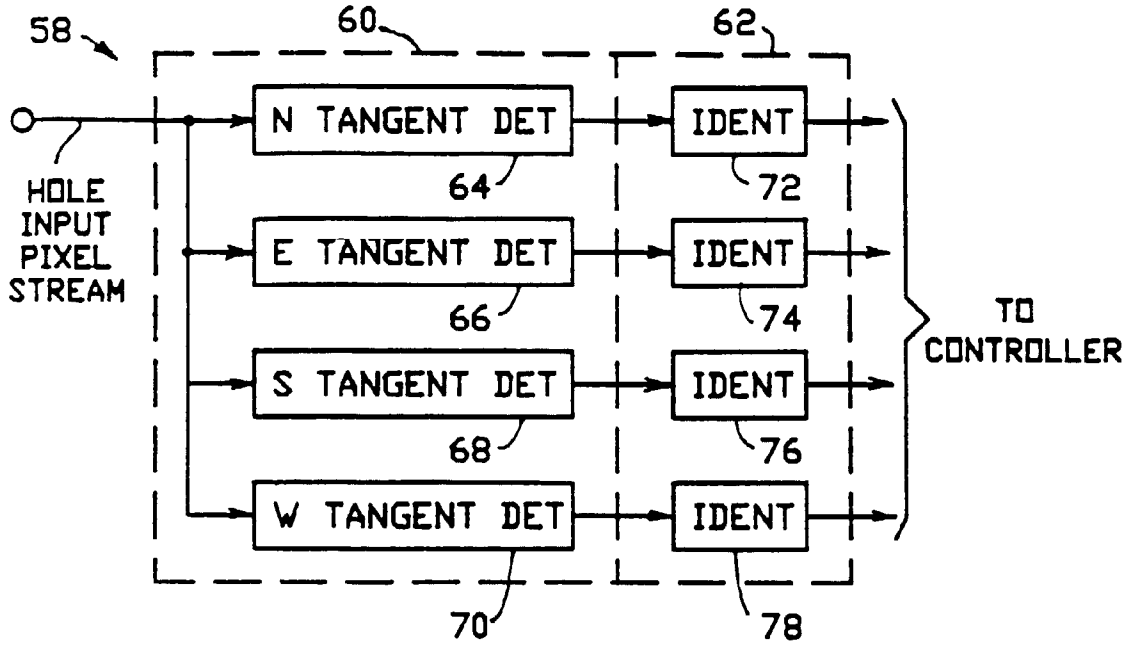 58
60
62
N TANGENT DET
IDENT
64
72
HOLE
INPUT
PIXEL
STREAM
E TANGENT DET
IDENT
66
74
TO
CONTROLLER
S TANGENT DET
IDENT
68
76
W TANGENT DET
IDENT
70
78